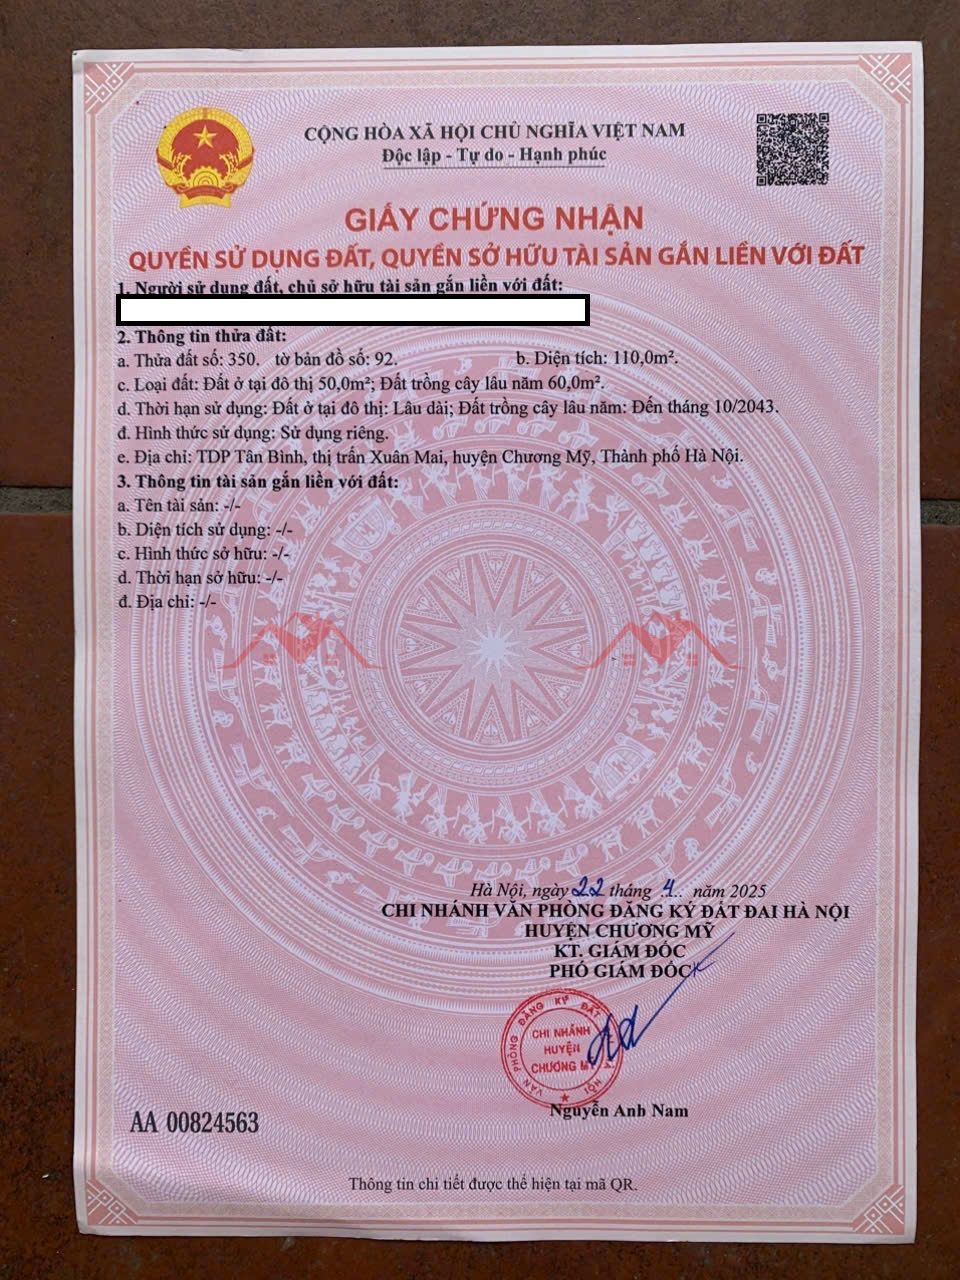 CỘNG HÒA XÃ HỘI CHỦ NGHĨA VIỆT NAM
Độc lập - Tự do - Hạnh phúc
GIẤY CHỨNG NHẬN
QUYỀN SỬ DỤNG ĐẤT, QUYỀN SỞ HỮU TÀI SẢN GẮN LIỀN VỚI ĐẤT
1. Người sử dụng đất, chủ sở hữu tài sản gắn liền với đất:
2. Thông tin thửa đất:
a. Thửa đất số: 350. tờ bản đồ số: 92. b. Diện tích: 110,0m².
c. Loại đất: Đất ở tại đô thị 50,0m²; Đất trồng cây lâu năm 60,0m².
d. Thời hạn sử dụng: Đất ở tại đô thị: Lâu dài; Đất trồng cây lâu năm: Đến tháng 10/2043.
đ. Hình thức sử dụng: Sử dụng riêng.
e. Địa chỉ: TDP Tân Bình, thị trấn Xuân Mai, huyện Chương Mỹ, Thành phố Hà Nội.
3. Thông tin tài sản gắn liền với đất:
a. Tên tài sản: -/-
b. Diện tích sử dụng: -/-
c. Hình thức sở hữu: -/-
d. Thời hạn sở hữu: -/-
đ. Địa chỉ: -/-
Hà Nội, ngày 22 tháng .4.. năm 2025
CHI NHÁNH VĂN PHÒNG ĐĂNG KÝ ĐẤT ĐAI HÀ NỘI
HUYỆN CHƯƠNG MỸ
KT. GIÁM ĐỐC
PHÓ GIÁM ĐỐC
VĂN PHÒNG ĐĂNG KÝ ĐẤT HÀ NỘI
CHI NHÁNH
HUYỆN
CHƯƠNG MỸ
Nguyễn Anh Nam
AA 00824563
Thông tin chi tiết được thể hiện tại mã QR.